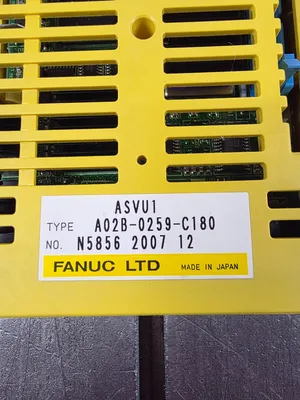 ASVU1
TYPE A02B-0259-C180
NO. N5856 2007 12
FANUC LTD MADE IN JAPAN